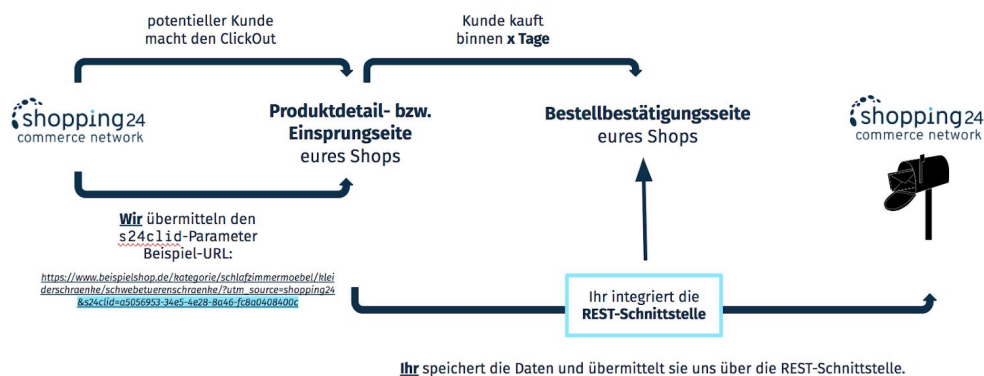 potentieller Kunde
macht den ClickOut
Kunde kauft
binnen x Tage
shopping24
commerce network
Produktdetail- bzw.
Einsprungseite
eures Shops
Bestellbestätigungsseite
eures Shops
shopping24
commerce network
Wir übermitteln den
s24clid-Parameter
Beispiel-URL:
https://www.beispielshop.de/kategorie/schlafzimmermoebel/klei
derschraenke/schwebetuerenschraenke/?utm_source=shopping24
&s24clid=a5056953-34e5-4e28-8a46-fc8a0408400c
Ihr integriert die
REST-Schnittstelle
Ihr speichert die Daten und übermittelt sie uns über die REST-Schnittstelle.